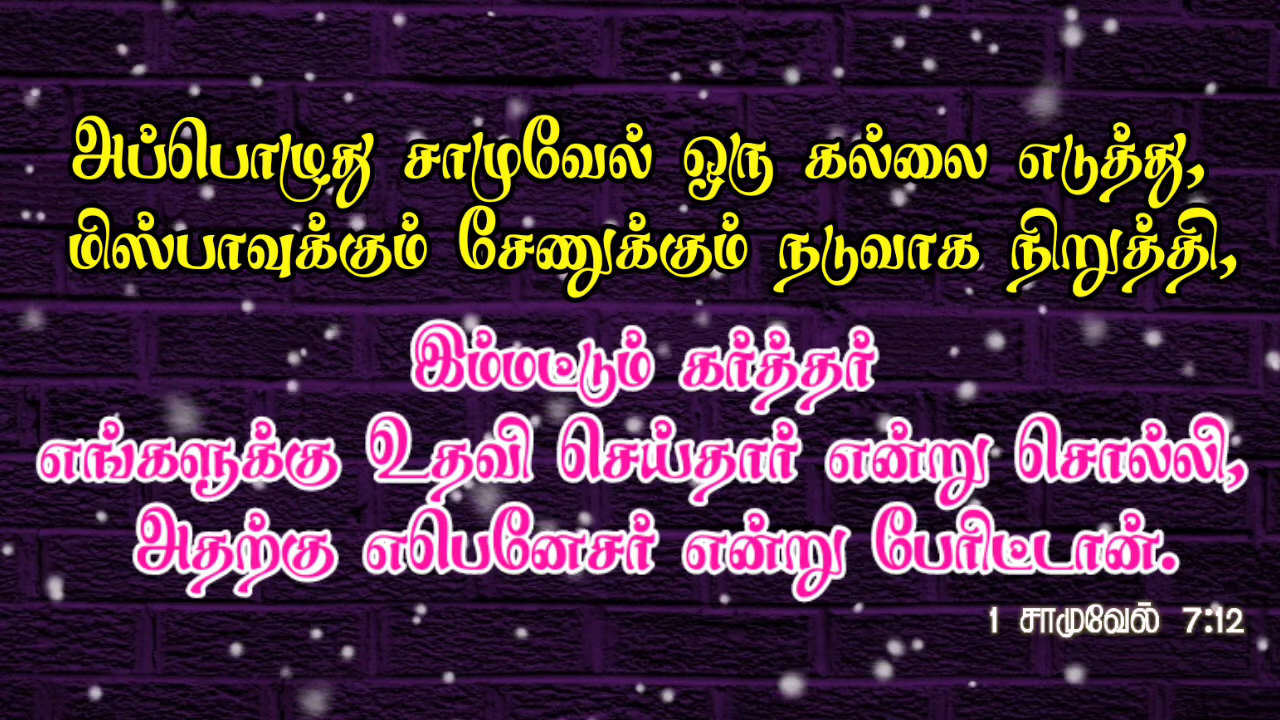 அப்பொழுது சாமுவேல் ஒரு கல்லை எடுத்து,
மிஸ்பாவுக்கும் சேணுக்கும் நடுவாக நிறுத்தி,
இம்மட்டும் கர்த்தர்
எங்களுக்கு உதவி செய்தார் என்று சொல்லி,
அதற்கு எபெனேசர் என்று பேரிட்டான்.
1 சாமுவேல் 7:12